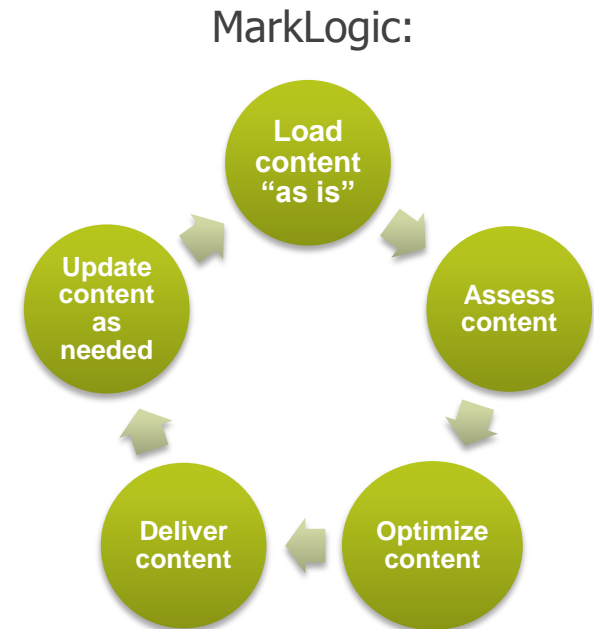 MarkLogic:
Load
content
“as is”
Assess
content
Optimize
content
Deliver
content
Update
content
as
needed